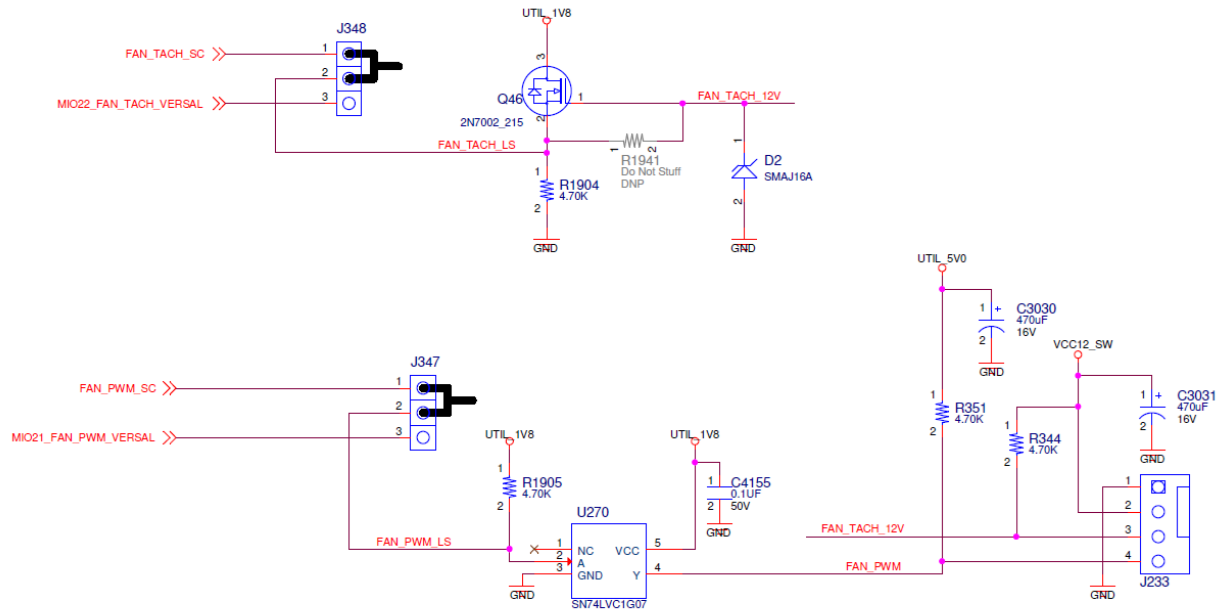 UTIL_1V8
J348
FAN_TACH_SC
1
2
MIO22_FAN_TACH_VERSAL
3
3
Q46
1
FAN_TACH_12V
2N7002_215
2
FAN_TACH_LS
1
2
R1941
Do Not Stuff
DNP
1
D2
SMAJ16A
2
1
R1904
4.70K
2
GND
GND
UTIL_5V0
1
+
C3030
470uF
16V
2
GND
VCC12_SW
J347
FAN_PWM_SC
1
2
MIO21_FAN_PWM_VERSAL
3
1
R351
4.70K
2
1
R344
4.70K
2
1
+
C3031
470uF
16V
2
GND
UTIL_1V8
UTIL_1V8
1
R1905
4.70K
2
1
C4155
0.1UF
50V
2
GND
U270
FAN_PWM_LS
1
NC
VCC
5
2
A
3
GND
Y
4
GND
SN74LVC1G07
FAN_TACH_12V
FAN_PWM
1
2
3
4
J233
GND